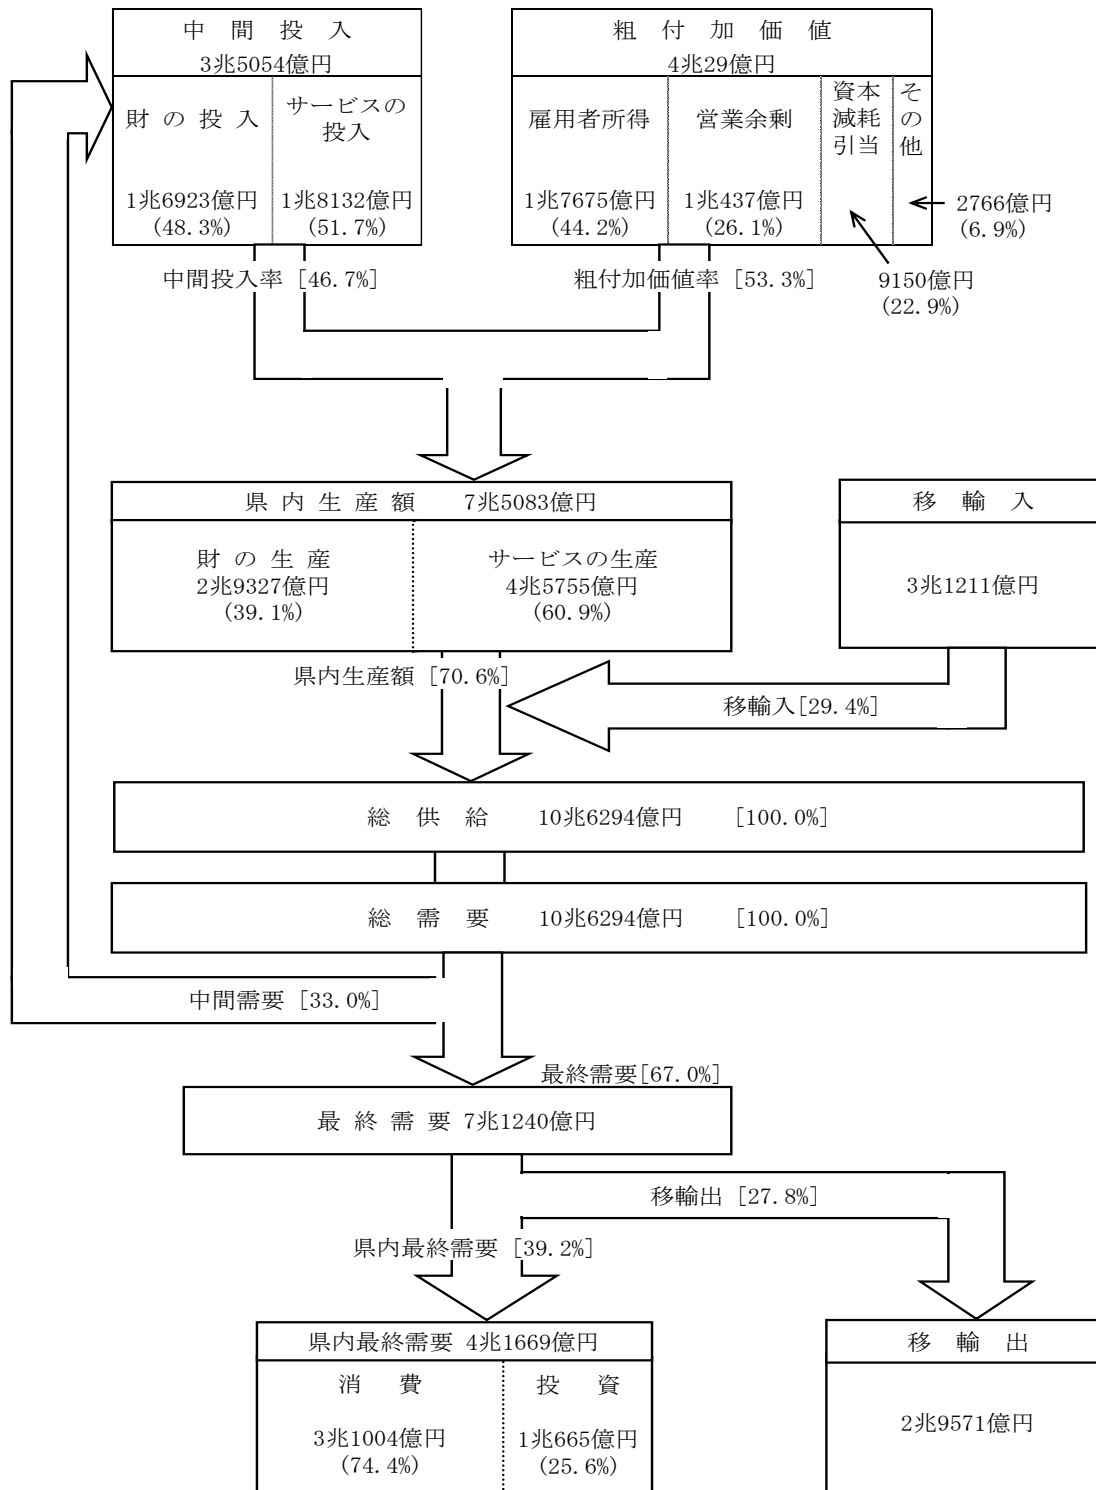 中 間 投 入
3兆5054億円
財 の 投 入
1兆6923億円
(48.3%)
サービスの
投入
1兆8132億円
(51.7%)
粗 付 加 価 値
4兆29億円
雇用者所得
1兆7675億円
(44.2%)
営業余剰
1兆437億円
(26.1%)
資本
減耗
引当
そ
の
他
2766億円
(6.9%)
9150億円
(22.9%)
中間投入率 [46.7%]
粗付加価値率 [53.3%]
県 内 生 産 額 7兆5083億円
財 の 生 産
2兆9327億円
(39.1%)
サービスの生産
4兆5755億円
(60.9%)
移 輸 入
3兆1211億円
県内生産額 [70.6%]
移輸入[29.4%]
総 供 給 10兆6294億円 [100.0%]
総 需 要 10兆6294億円 [100.0%]
中間需要 [33.0%]
最終需要[67.0%]
最 終 需 要 7兆1240億円
移輸出 [27.8%]
県内最終需要 [39.2%]
県内最終需要 4兆1669億円
消 費
3兆1004億円
(74.4%)
投 資
1兆665億円
(25.6%)
移 輸 出
2兆9571億円